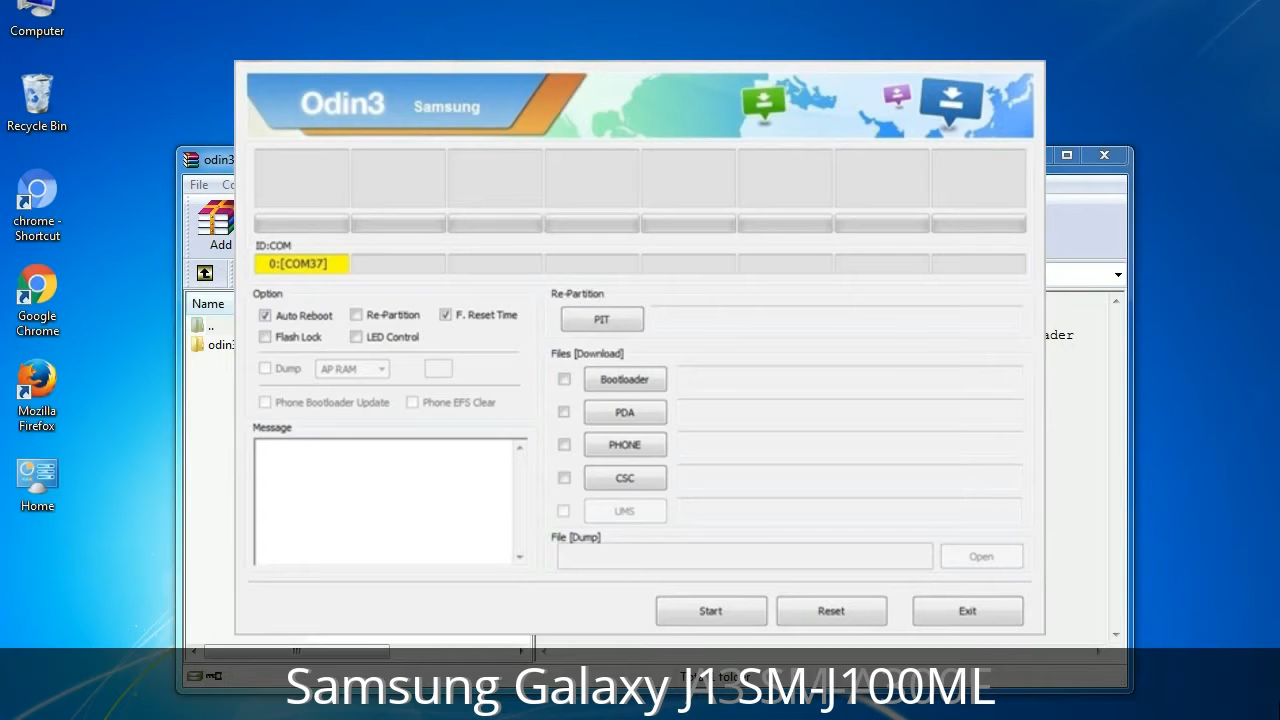 Computer
Recycle Bin
chrome -
Shortcut
Google
Chrome
Mozilla
Firefox
Home
odin3
File
Add
Name
..
odin3
ader
Odin3 Samsung
ID:COM
0:[COM37]
Option
Auto Reboot
Re-Partition
F. Reset Time
Flash Lock
LED Control
Dump
AP RAM
Phone Bootloader Update
Phone EFS Clear
Message
Re-Partition
PIT
Files [Download]
Bootloader
PDA
PHONE
CSC
UMS
File [Dump]
Open
Start
Reset
Exit
Samsung Galaxy J1 SM-J100ML